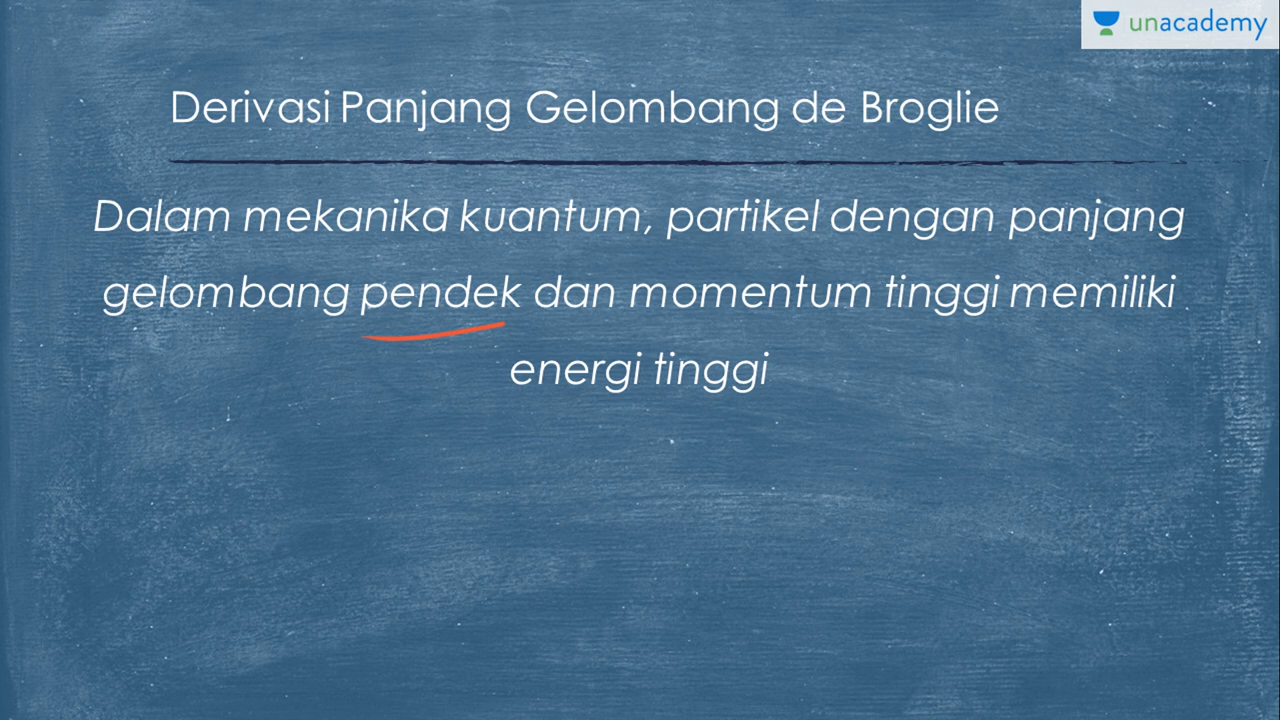 unacademy
Derivasi Panjang Gelombang de Broglie
Dalam mekanika kuantum, partikel dengan panjang
gelombang pendek dan momentum tinggi memiliki
energi tinggi